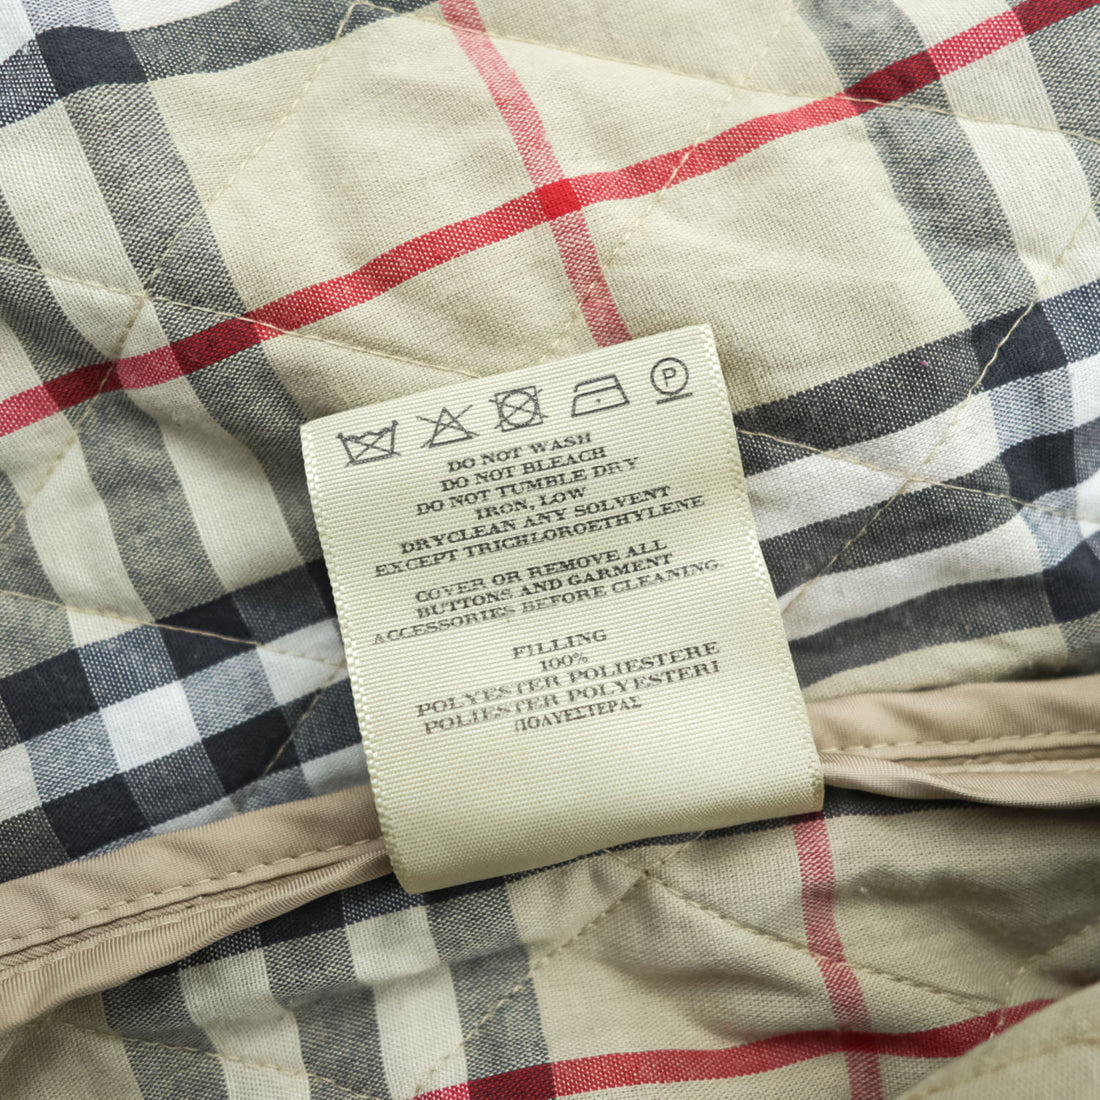 P
DO NOT WASH
DO NOT BLEACH
DO NOT TUMBLE DRY
IRON, LOW
DRYCLEAN ANY SOLVENT
EXCEPT TRICHLOROETHYLENE
COVER OR REMOVE ALL
BUTTONS AND GARMENT
ACCESSORIES BEFORE CLEANING
FILLING
100%
POLYESTER POLIESTERE
POLIESTER POLYESTERI
ΠΟΛΥΕΣΤΕΡΑΣ